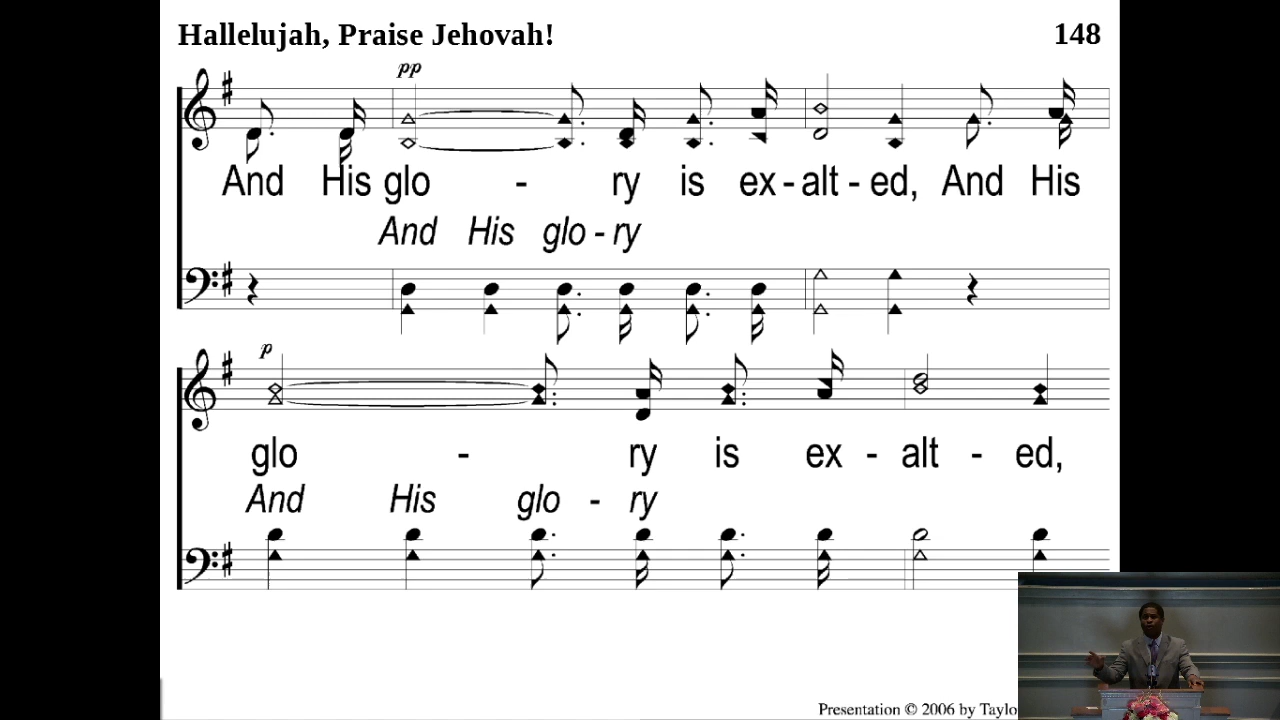 Hallelujah, Praise Jehovah! 148
pp
And His glo - ry is ex - alt - ed, And His
And His glo - ry
p
glo - ry is ex - alt - ed,
And His glo - ry
Presentation © 2006 by Taylo